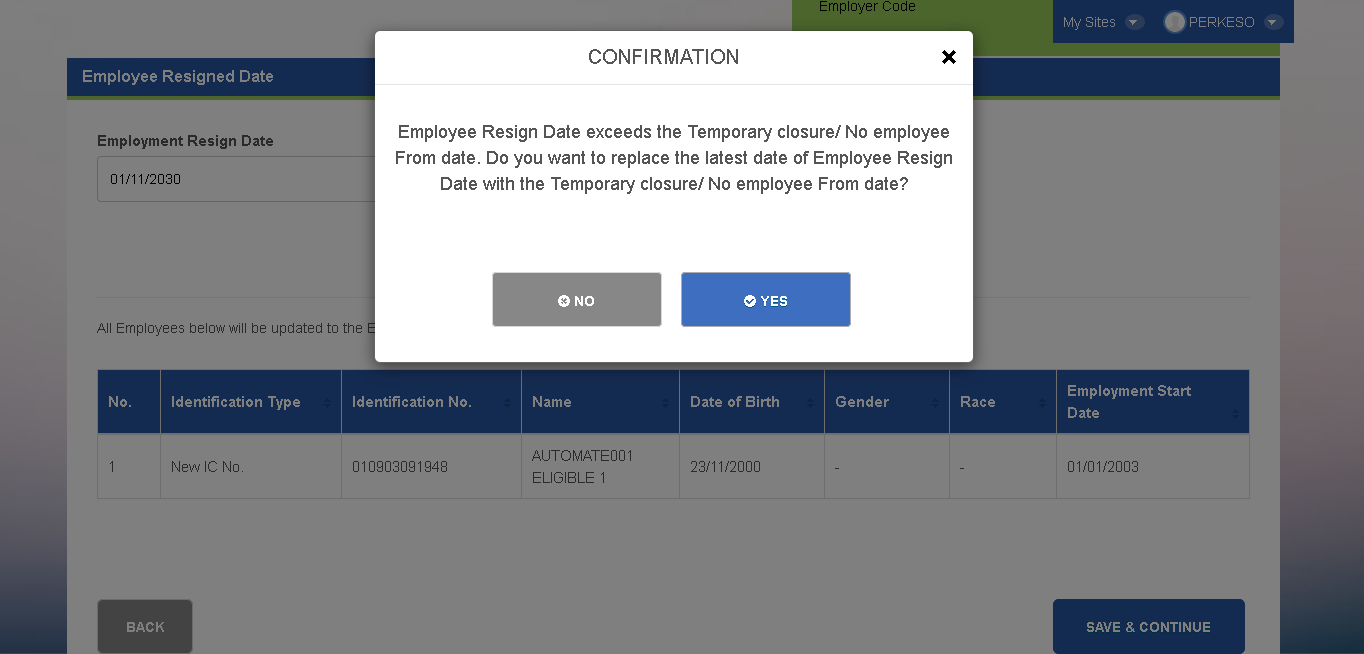 Employer Code
My Sites
PERKESO
CONFIRMATION
Employee Resigned Date
Employment Resign Date
01/11/2030
Employee Resign Date exceeds the Temporary closure/ No employee
From date. Do you want to replace the latest date of Employee Resign
Date with the Temporary closure/ No employee From date?
NO
YES
All Employees below will be updated to the E
No.
Identification Type
Identification No.
Name
Date of Birth
Gender
Race
Employment Start
Date
1
New IC No.
010903091948
AUTOMATE001
ELIGIBLE 1
23/11/2000
-
-
01/01/2003
BACK
SAVE & CONTINUE